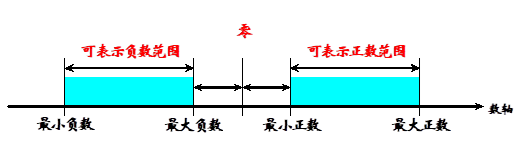 零
可表示负数范围
可表示正数范围
数轴
最小负数
最大负数
最小正数
最大正数